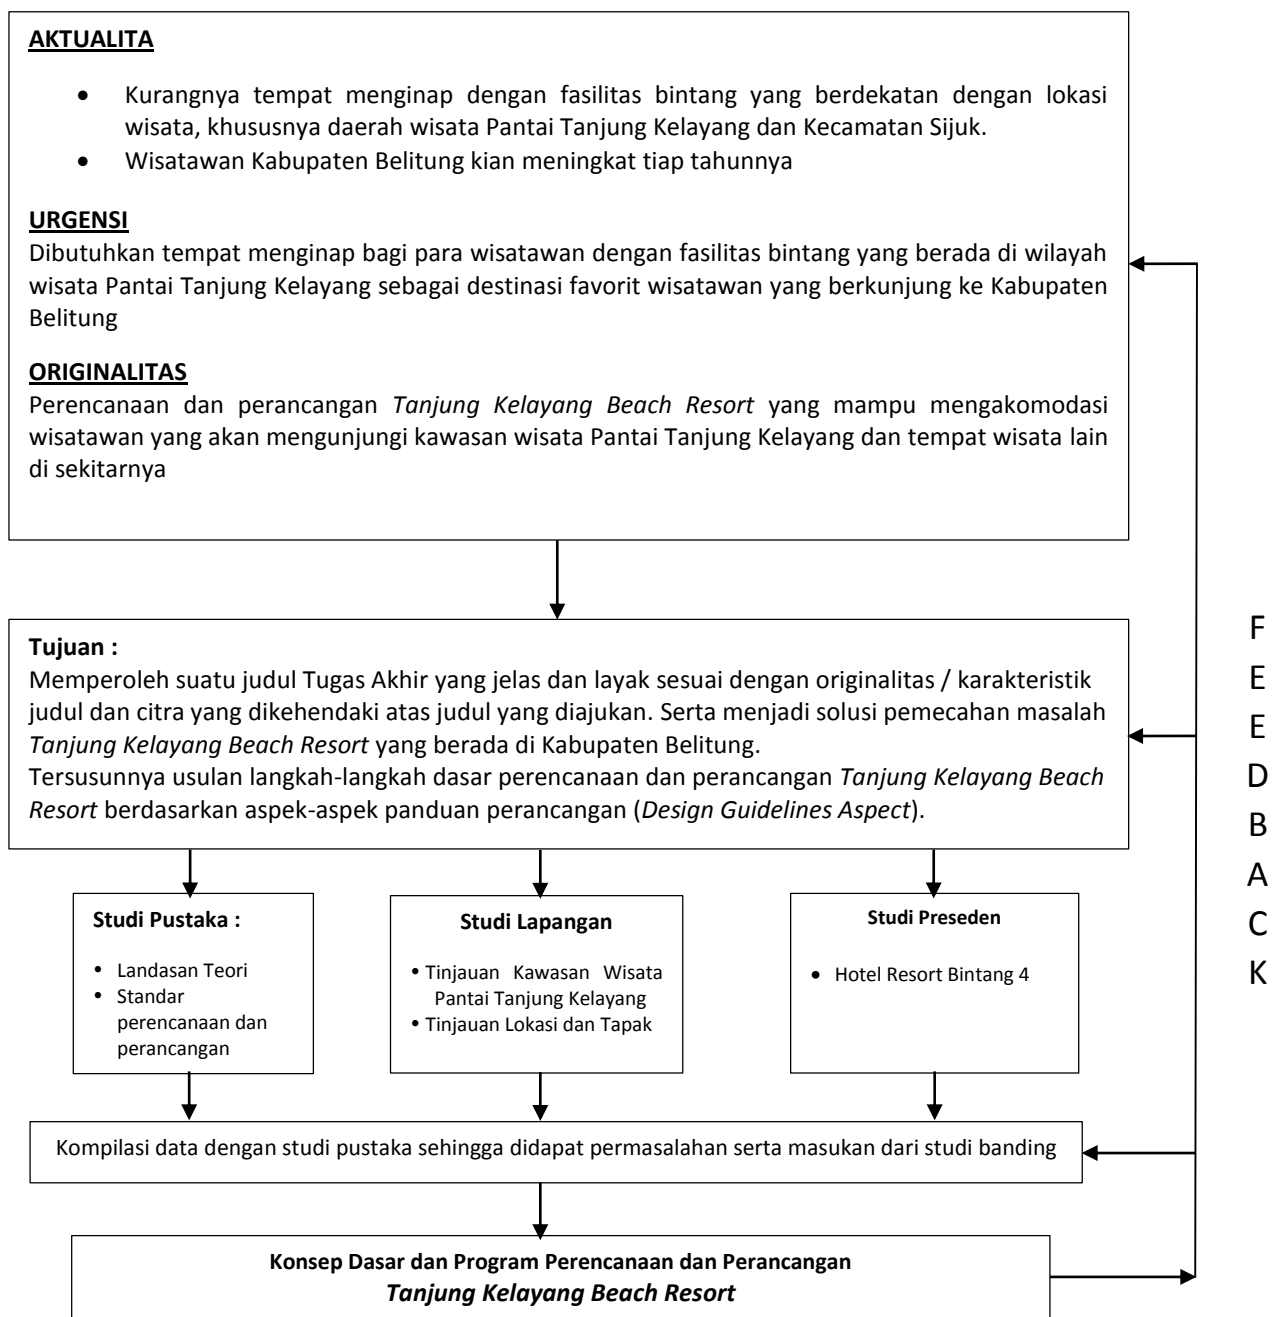 AKTUALITA
• Kurangnya tempat menginap dengan fasilitas bintang yang berdekatan dengan lokasi
wisata, khususnya daerah wisata Pantai Tanjung Kelayang dan Kecamatan Sijuk.
• Wisatawan Kabupaten Belitung kian meningkat tiap tahunnya
URGENSI
Dibutuhkan tempat menginap bagi para wisatawan dengan fasilitas bintang yang berada di wilayah
wisata Pantai Tanjung Kelayang sebagai destinasi favorit wisatawan yang berkunjung ke Kabupaten
Belitung
ORIGINALITAS
Perencanaan dan perancangan Tanjung Kelayang Beach Resort yang mampu mengakomodasi
wisatawan yang akan mengunjungi kawasan wisata Pantai Tanjung Kelayang dan tempat wisata lain
di sekitarnya
Tujuan :
Memperoleh suatu judul Tugas Akhir yang jelas dan layak sesuai dengan originalitas / karakteristik
judul dan citra yang dikehendaki atas judul yang diajukan. Serta menjadi solusi pemecahan masalah
Tanjung Kelayang Beach Resort yang berada di Kabupaten Belitung.
Tersusunnya usulan langkah-langkah dasar perencanaan dan perancangan Tanjung Kelayang Beach
Resort berdasarkan aspek-aspek panduan perancangan (Design Guidelines Aspect).
Studi Pustaka :
• Landasan Teori
• Standar
perencanaan dan
perancangan
Studi Lapangan
• Tinjauan Kawasan Wisata
Pantai Tanjung Kelayang
• Tinjauan Lokasi dan Tapak
Studi Preseden
• Hotel Resort Bintang 4
Kompilasi data dengan studi pustaka sehingga didapat permasalahan serta masukan dari studi banding
Konsep Dasar dan Program Perencanaan dan Perancangan
Tanjung Kelayang Beach Resort
F
E
E
D
B
A
C
K